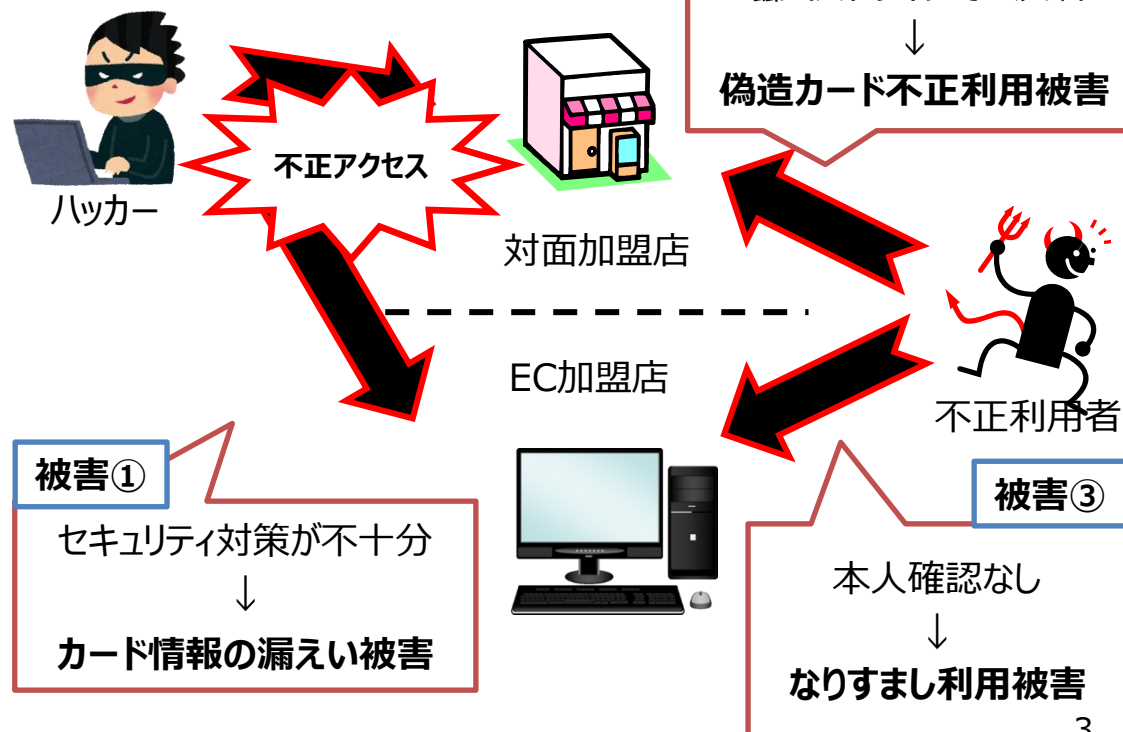 ↓
偽造カード不正利用被害
不正アクセス
ハッカー
対面加盟店
EC加盟店
不正利用者
被害①
セキュリティ対策が不十分
↓
カード情報の漏えい被害
被害③
本人確認なし
↓
なりすまし利用被害
3